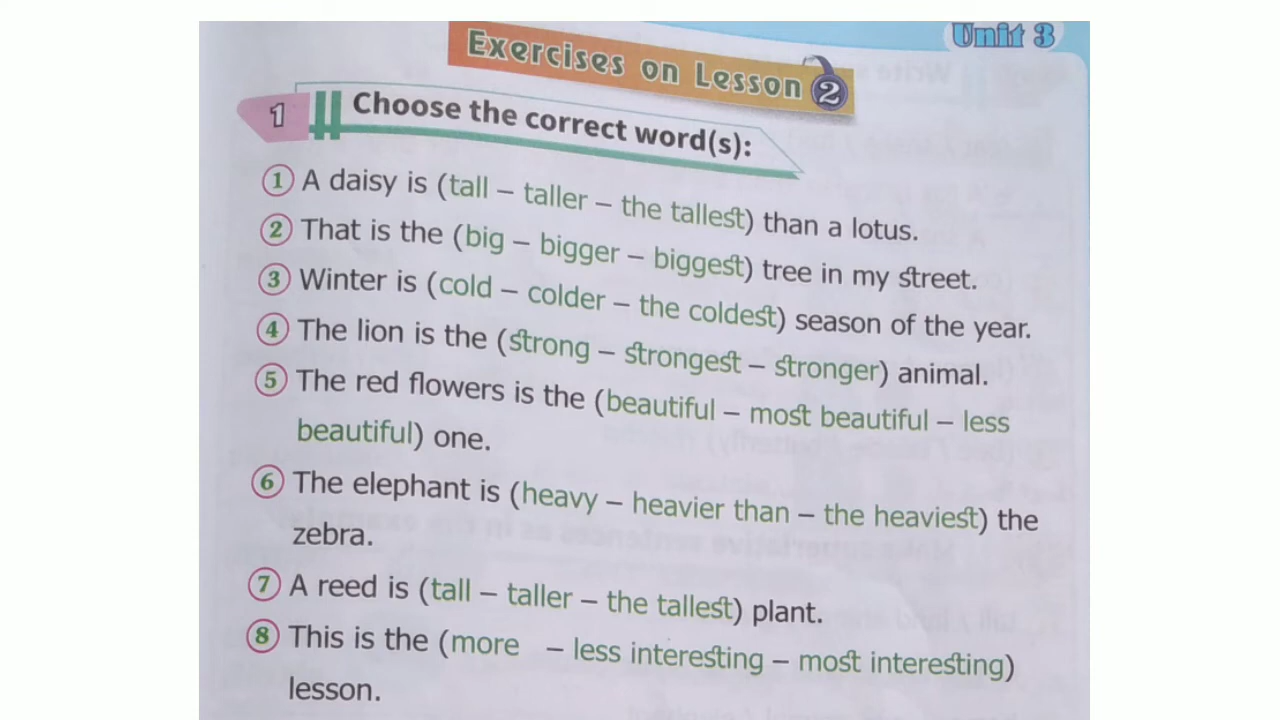 Unit 3
Exercises on Lesson 2
1 Choose the correct word(s):
1 A daisy is (tall – taller – the tallest) than a lotus.
2 That is the (big – bigger – biggest) tree in my street.
3 Winter is (cold – colder – the coldest) season of the year.
4 The lion is the (strong – strongest – stronger) animal.
5 The red flowers is the (beautiful – most beautiful – less
beautiful) one.
6 The elephant is (heavy – heavier than – the heaviest) the
zebra.
7 A reed is (tall – taller – the tallest) plant.
8 This is the (more – less interesting – most interesting)
lesson.